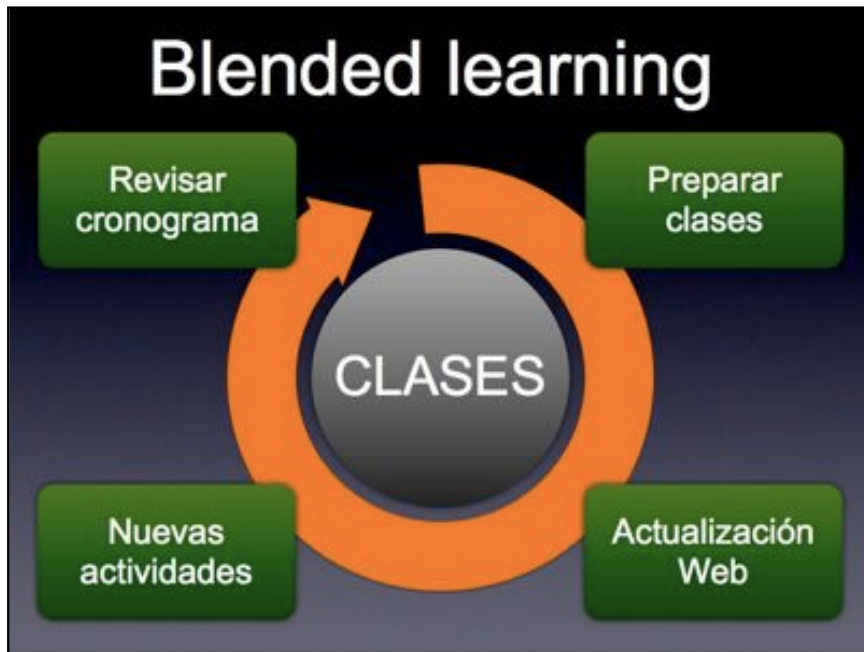 Blended learning
Revisar
cronograma
Preparar
clases
CLASES
Nuevas
actividades
Actualización
Web